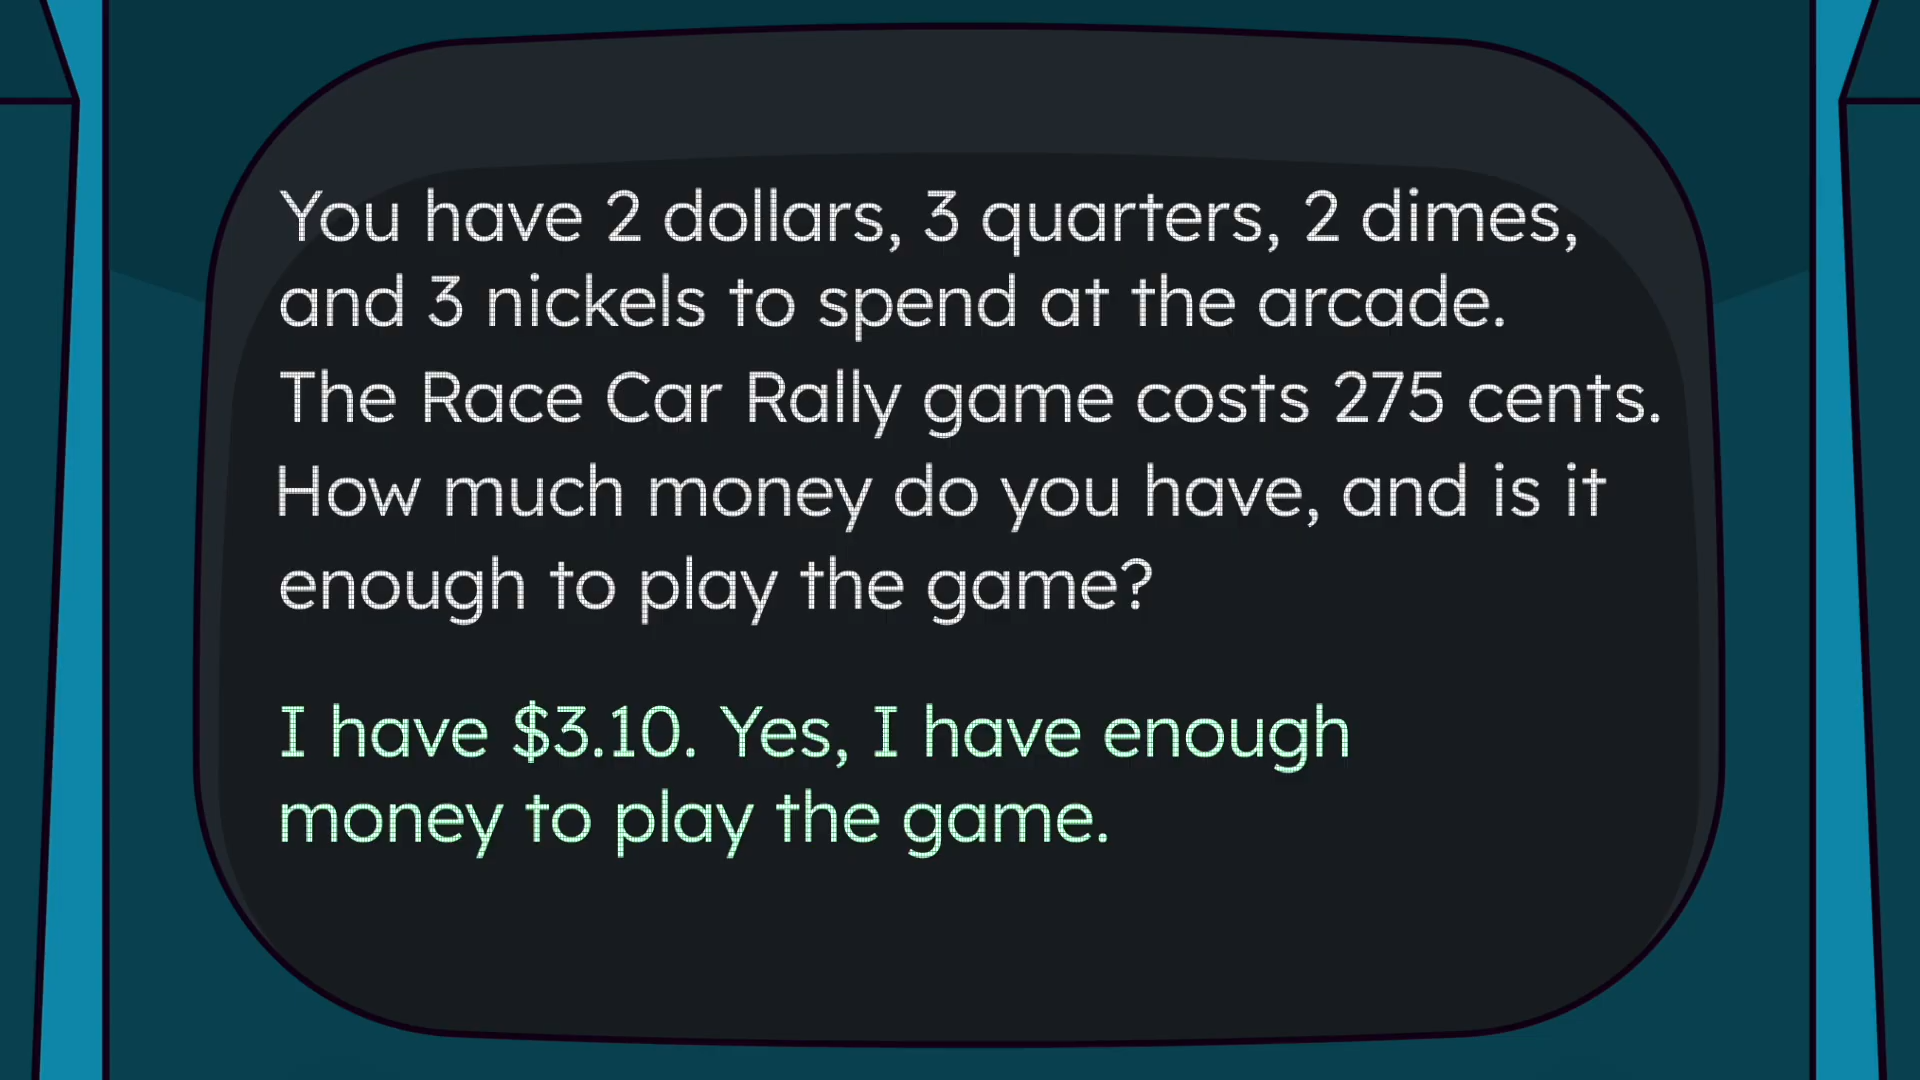 You have 2 dollars, 3 quarters, 2 dimes,
and 3 nickels to spend at the arcade.
The Race Car Rally game costs 275 cents.
How much money do you have, and is it
enough to play the game?
I have $3.10. Yes, I have enough
money to play the game.